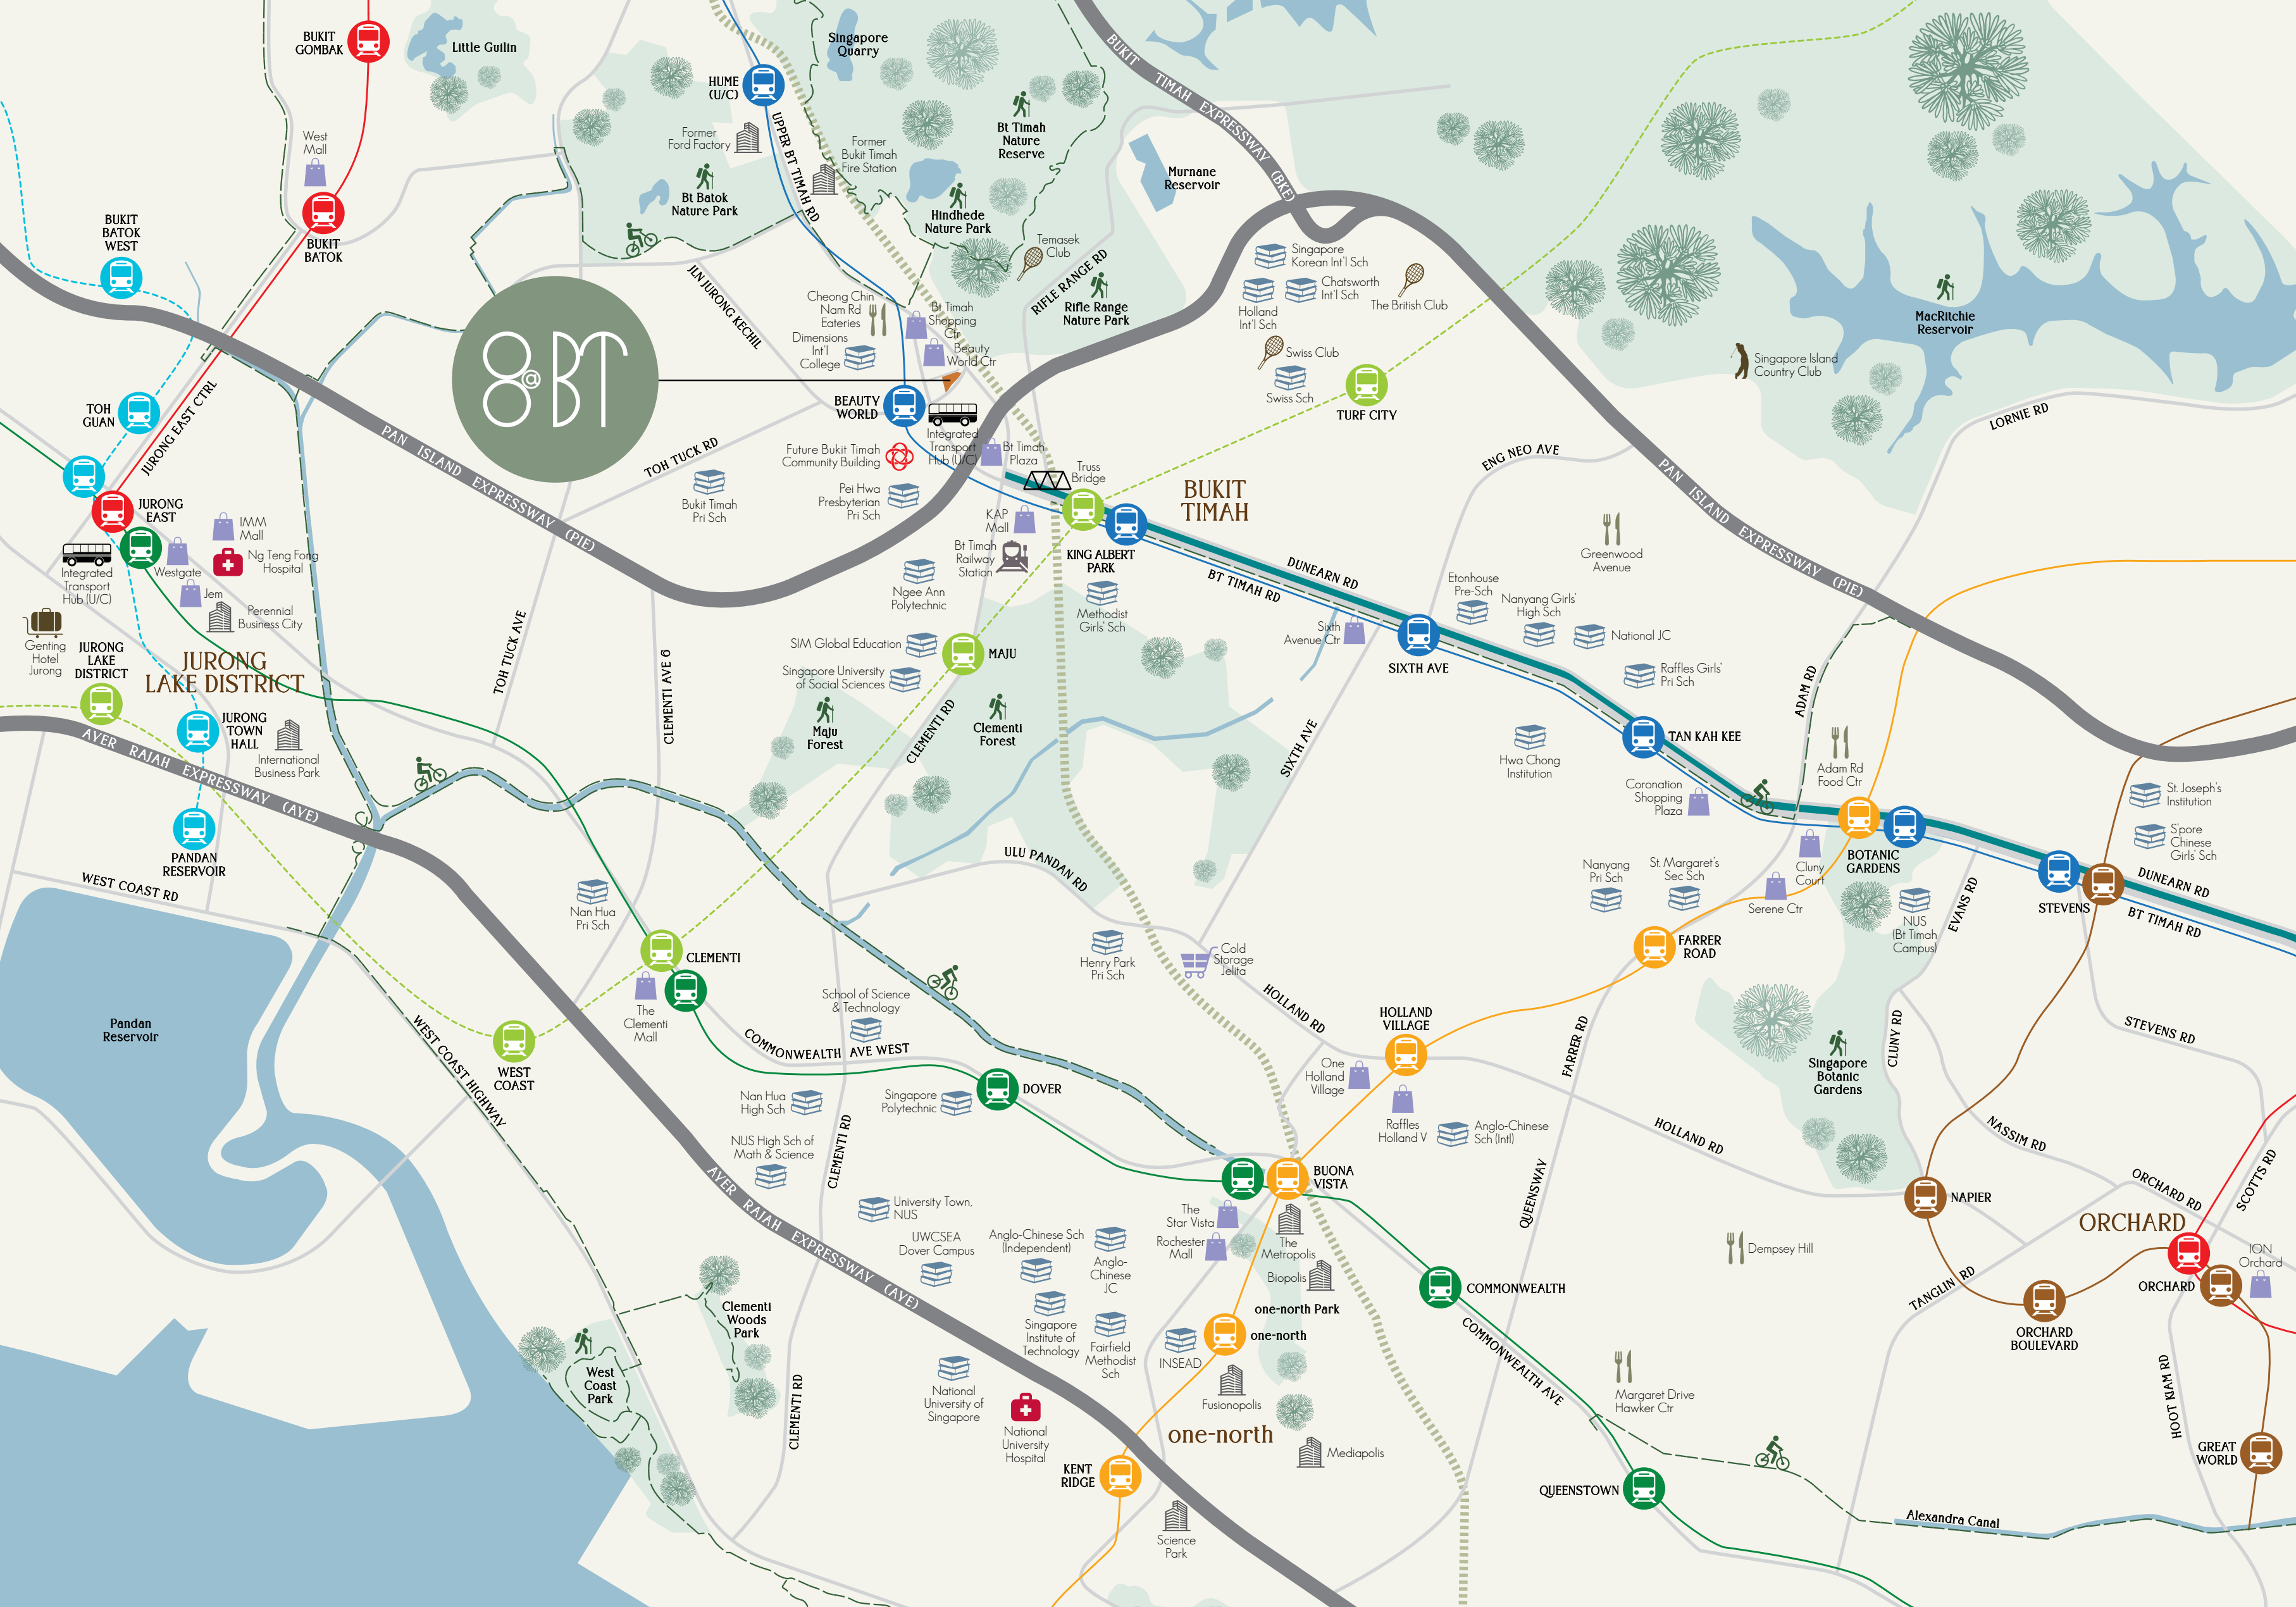 BUKIT
GOMBAK
Little Guilin
Singapore
Quarry
HUME
(U/C)
BUKIT TIMAH EXPRESSWAY (BKE)
West
Mall
Former
Ford Factory
UPPER BT TIMAH RD
Former
Bukit Timah
Fire Station
Bt Timah
Nature
Reserve
Murnane
Reservoir
Bt Batok
Nature Park
Hindhede
Nature Park
BUKIT
BATOK
WEST
BUKIT
BATOK
Temasek
Club
RIFLE RANGE RD
Rifle Range
Nature Park
Singapore
Korean Int'l Sch
Chatsworth
Int'l Sch
Holland
Int'l Sch
The British Club
MacRitchie
Reservoir
JLN JURONG KECHIL
Cheong Chin
Nam Rd
Eateries
Bt Timah
Shopping
Ctr
Dimensions
Int'l
College
Beauty
World Ctr
8@BT
Swiss Club
Swiss Sch
Singapore Island
Country Club
TURF CITY
BEAUTY
WORLD
TOH
GUAN
JURONG EAST CTRL
PAN ISLAND EXPRESSWAY (PIE)
TOH TUCK RD
Integrated
Transport
Hub (U/C)
Bt Timah
Plaza
Future Bukit Timah
Community Building
Truss
Bridge
LORNIE RD
ENG NEO AVE
PAN ISLAND EXPRESSWAY (PIE)
Bukit Timah
Pri Sch
Pei Hwa
Presbyterian
Pri Sch
KAP
Mall
BUKIT
TIMAH
JURONG
EAST
IMM
Mall
Integrated
Transport
Hub (U/C)
Westgate
Ng Teng Fong
Hospital
Jem
Perennial
Business City
Bt Timah
Railway
Station
KING ALBERT
PARK
DUNEARN RD
BT TIMAH RD
Greenwood
Avenue
Ngee Ann
Polytechnic
Methodist
Girls' Sch
Etonhouse
Pre-Sch
Nanyang Girls'
High Sch
National JC
Sixth
Avenue Ctr
SIXTH AVE
Raffles Girls'
Pri Sch
Genting
Hotel
Jurong
JURONG
LAKE
DISTRICT
JURONG
LAKE DISTRICT
TOH TUCK AVE
CLEMENTI AVE 6
SIM Global Education
MAJU
Singapore University
of Social Sciences
Maju
Forest
CLEMENTI RD
Clementi
Forest
SIXTH AVE
ADAM RD
JURONG
TOWN
HALL
International
Business Park
AYER RAJAH EXPRESSWAY (AYE)
TAN KAH KEE
Hwa Chong
Institution
Coronation
Shopping
Plaza
Adam Rd
Food Ctr
St. Joseph's
Institution
S'pore
Chinese
Girls' Sch
PANDAN
RESERVOIR
BOTANIC
GARDENS
ULU PANDAN RD
WEST COAST RD
Nanyang
Pri Sch
St. Margaret's
Sec Sch
Cluny
Court
Serene Ctr
NUS
(Bt Timah
Campus)
EVANS RD
STEVENS
DUNEARN RD
BT TIMAH RD
Nan Hua
Pri Sch
CLEMENTI
Henry Park
Pri Sch
Cold
Storage
Jelita
FARRER
ROAD
The
Clementi
Mall
School of Science
& Technology
HOLLAND RD
HOLLAND
VILLAGE
FARRER RD
CLUNY RD
STEVENS RD
Pandan
Reservoir
WEST COAST HIGHWAY
WEST
COAST
COMMONWEALTH AVE WEST
One
Holland
Village
Singapore
Botanic
Gardens
Nan Hua
High Sch
Singapore
Polytechnic
DOVER
Raffles
Holland V
Anglo-Chinese
Sch (Intl)
HOLLAND RD
NASSIM RD
NUS High Sch of
Math & Science
CLEMENTI RD
BUONA
VISTA
QUEENSWAY
NAPIER
ORCHARD RD
SCOTTS RD
AYER RAJAH EXPRESSWAY (AYE)
University Town,
NUS
The
Star Vista
ORCHARD
UWCSEA
Dover Campus
Anglo-Chinese Sch
(Independent)
Anglo-
Chinese
JC
Rochester
Mall
The
Metropolis
Biopolis
Dempsey Hill
ION
Orchard
ORCHARD
TANGLIN RD
COMMONWEALTH
one-north Park
one-north
Clementi
Woods
Park
Singapore
Institute of
Technology
Fairfield
Methodist
Sch
INSEAD
ORCHARD
BOULEVARD
COMMONWEALTH AVE
West
Coast
Park
CLEMENTI RD
National
University of
Singapore
National
University
Hospital
Fusionopolis
one-north
Margaret Drive
Hawker Ctr
HOOT KIAM RD
GREAT
WORLD
Mediapolis
KENT
RIDGE
QUEENSTOWN
Alexandra Canal
Science
Park